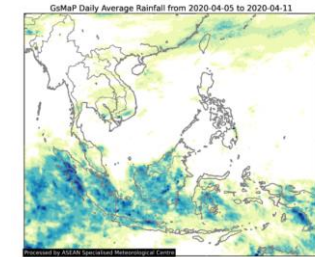 GsMaP Daily Average Rainfall from 2020-04-05 to 2020-04-11
Processed by ASEAN Specialised Meteorological Centre